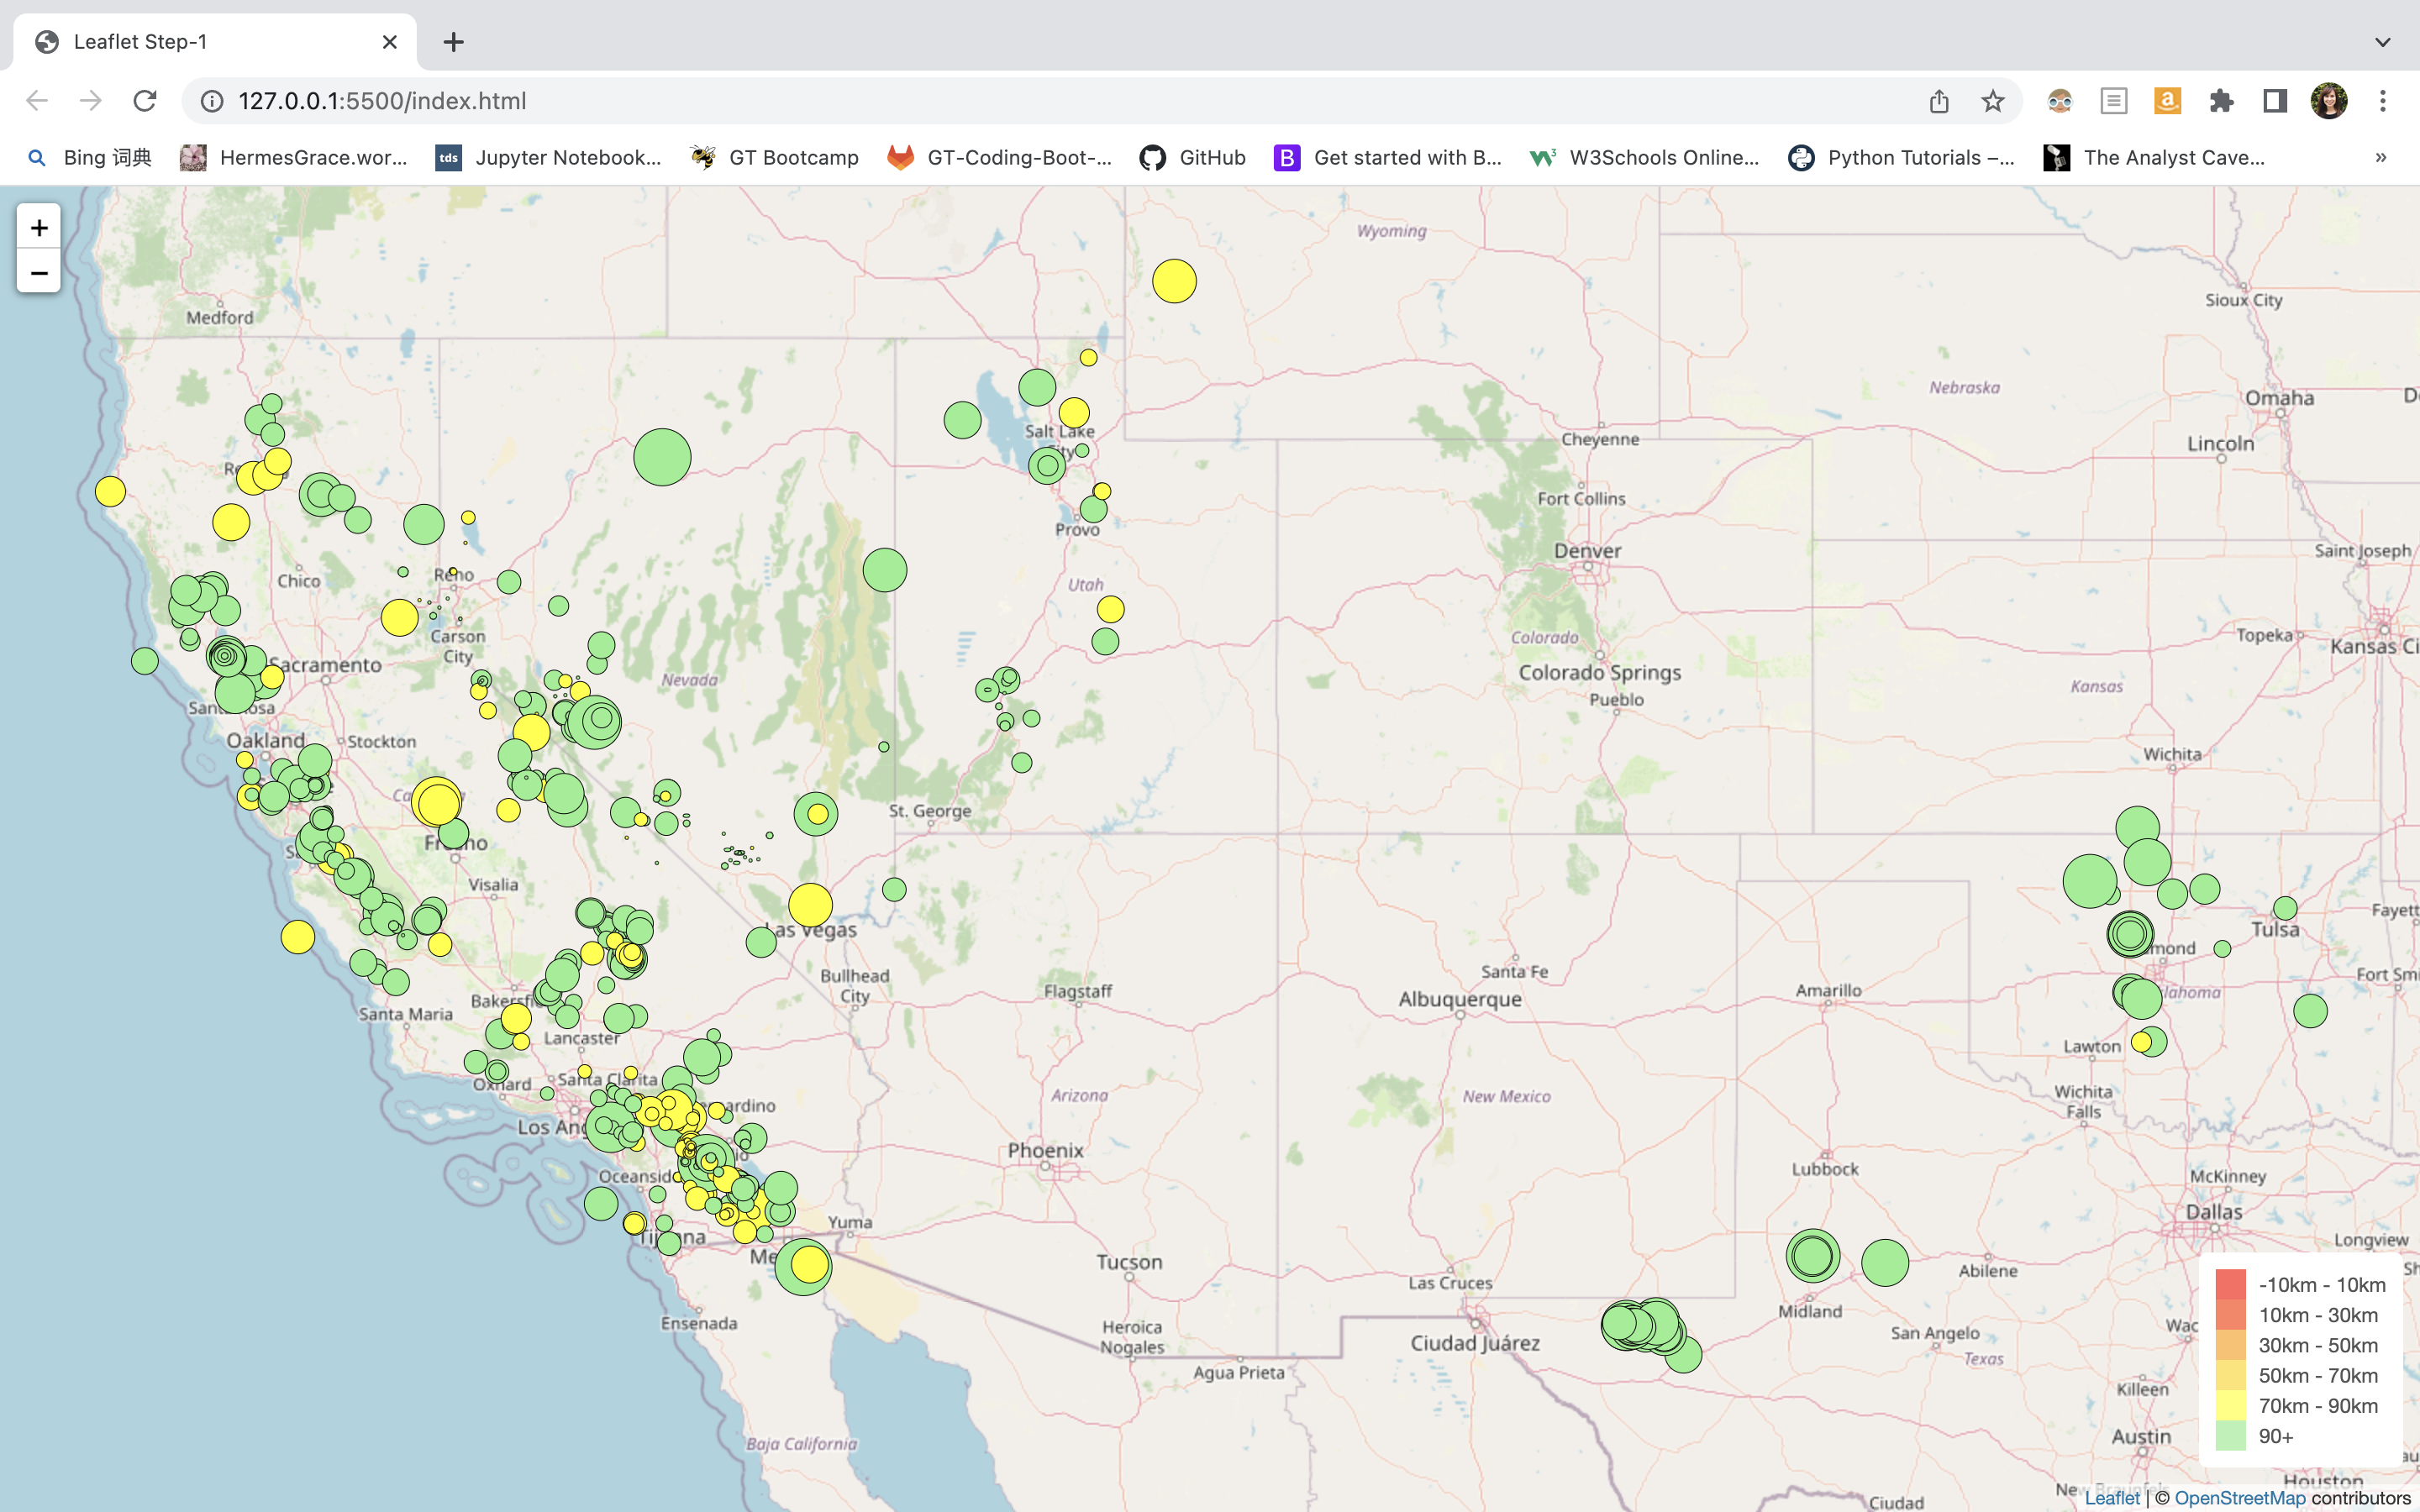 Leaflet Step-1
127.0.0.1:5500/index.html
Bing 词典
HermesGrace.wor...
tds
Jupyter Notebook...
GT Bootcamp
GT-Coding-Boot-...
GitHub
B
Get started with B...
W3Schools Online...
Python Tutorials –...
The Analyst Cave...
»
+
−
Wyoming
Sioux City
Medford
Nebraska
Omaha
Salt Lake
City
Cheyenne
Lincoln
Fort Collins
Provo
Denver
Saint Joseph
Chico
Reno
Utah
Carson
City
Colorado
Topeka
Kansas Ci
Sacramento
Nevada
Colorado Springs
Kansas
Pueblo
Oakland
Stockton
Wichita
St. George
Fresno
Visalia
Las Vegas
Fayett
Tulsa
Bullhead
City
Santa Fe
Fort Smi
Flagstaff
Albuquerque
Amarillo
Santa Maria
Lancaster
Lawton
Oxnard
Santa Clarita
Arizona
New Mexico
Wichita
Falls
Los Ang
Phoenix
Lubbock
McKinney
Oceansid
Yuma
Dallas
Tijuana
Longview
Tucson
Las Cruces
Abilene
Midland
Ensenada
Heroica
Nogales
Ciudad Juárez
San Angelo
Agua Prieta
Texas
Killeen
Baja California
Austin
Houston
Ciudad
-10km - 10km
10km - 30km
30km - 50km
50km - 70km
70km - 90km
90+
Leaflet | © OpenStreetMap contributors